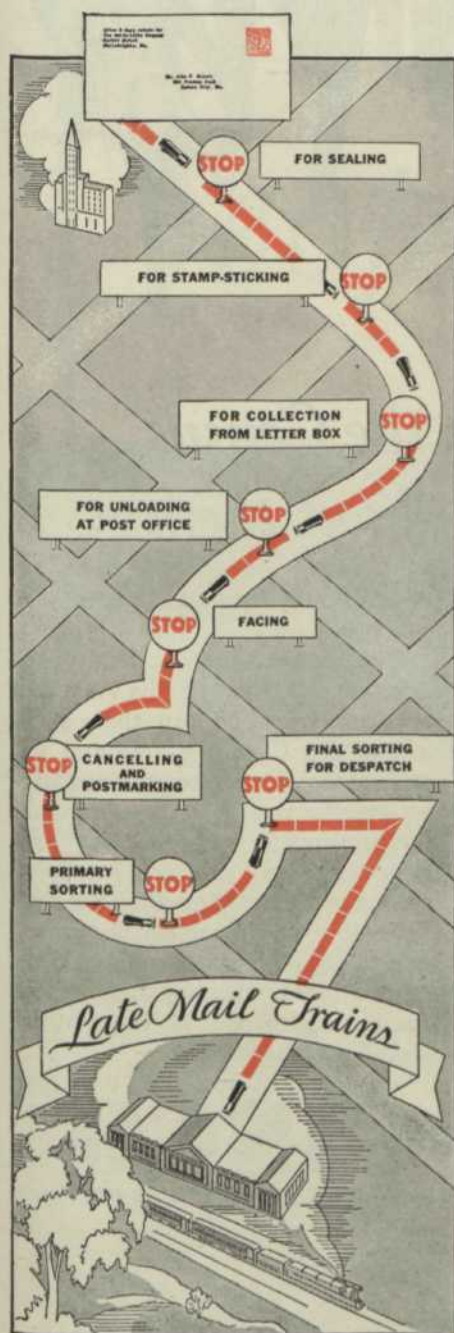 STOP
FOR SEALING
FOR STAMP-STICKING
STOP
FOR COLLECTION
FROM LETTER BOX
STOP
FOR UNLOADING
AT POST OFFICE
STOP
STOP
FACING
STOP
CANCELLING
AND
POSTMARKING
STOP
FINAL SORTING
FOR DESPATCH
PRIMARY
SORTING
STOP
Late Mail Trains